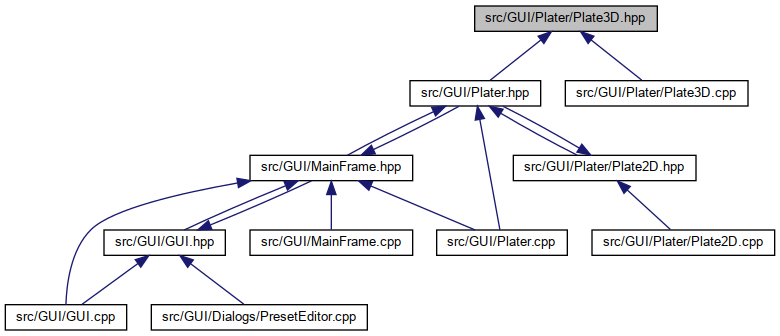 src/GUI/Plater/Plate3D.hpp
src/GUI/Plater.hpp
src/GUI/Plater/Plate3D.cpp
src/GUI/MainFrame.hpp
src/GUI/Plater/Plate2D.hpp
src/GUI/GUI.hpp
src/GUI/MainFrame.cpp
src/GUI/Plater.cpp
src/GUI/Plater/Plate2D.cpp
src/GUI/GUI.cpp
src/GUI/Dialogs/PresetEditor.cpp